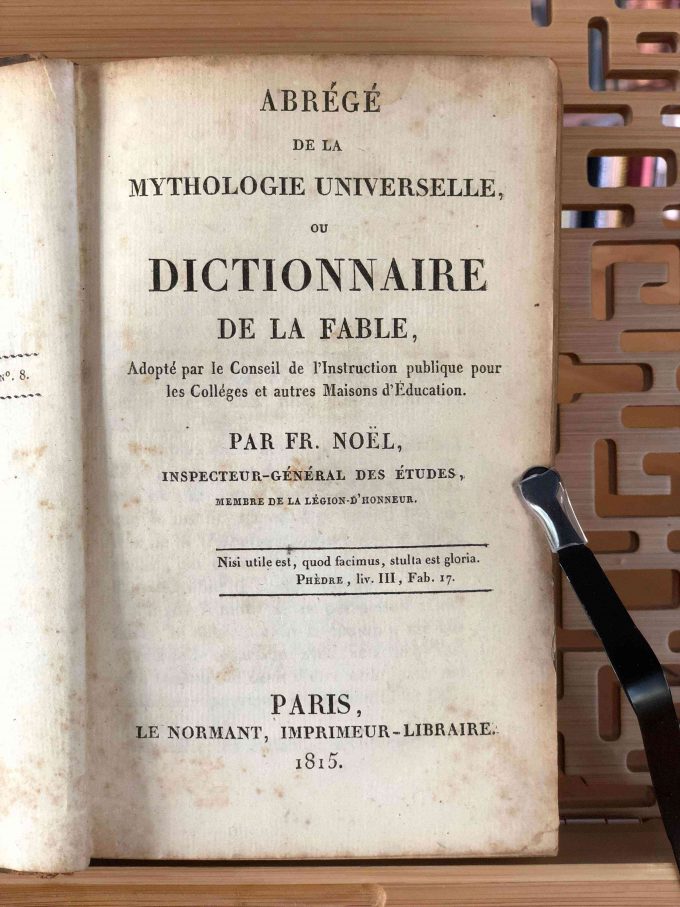 N°. 8.
ABRÉGÉ
DE LA
MYTHOLOGIE UNIVERSELLE,
OU
DICTIONNAIRE
DE LA FABLE,
Adopté par le Conseil de l'Instruction publique pour
les Colléges et autres Maisons d'Éducation.
PAR FR. NOËL,
INSPECTEUR-GÉNÉRAL DES ÉTUDES,
MEMBRE DE LA LÉGION-D'HONNEUR.
Nisi utile est, quod facimus, stulta est gloria.
PHÈDRE, liv. III, Fab. 17.
PARIS,
LE NORMANT, IMPRIMEUR-LIBRAIRE.
1815.